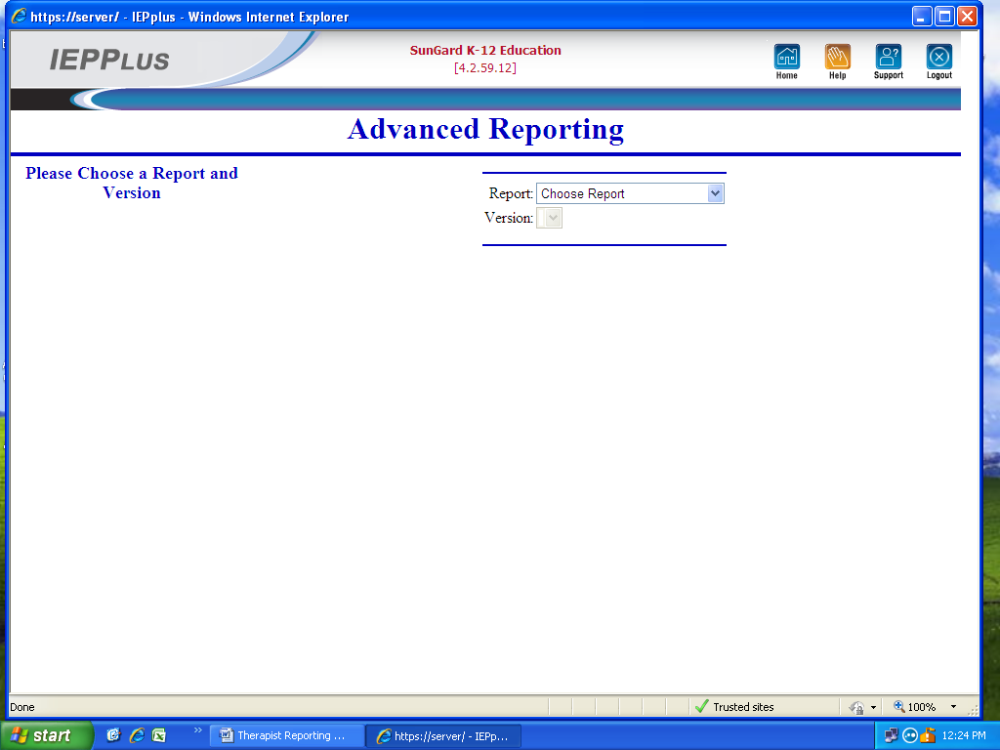 https://server/ - IEPplus - Windows Internet Explorer
IEPPLUS
SunGard K-12 Education
[4.2.59.12]
Home
Help
Support
Logout
Advanced Reporting
Please Choose a Report and
Version
Report: Choose Report
Version:
Done
Trusted sites
100%
start
Therapist Reporting ...
https://server/ - IEPp...
12:24 PM